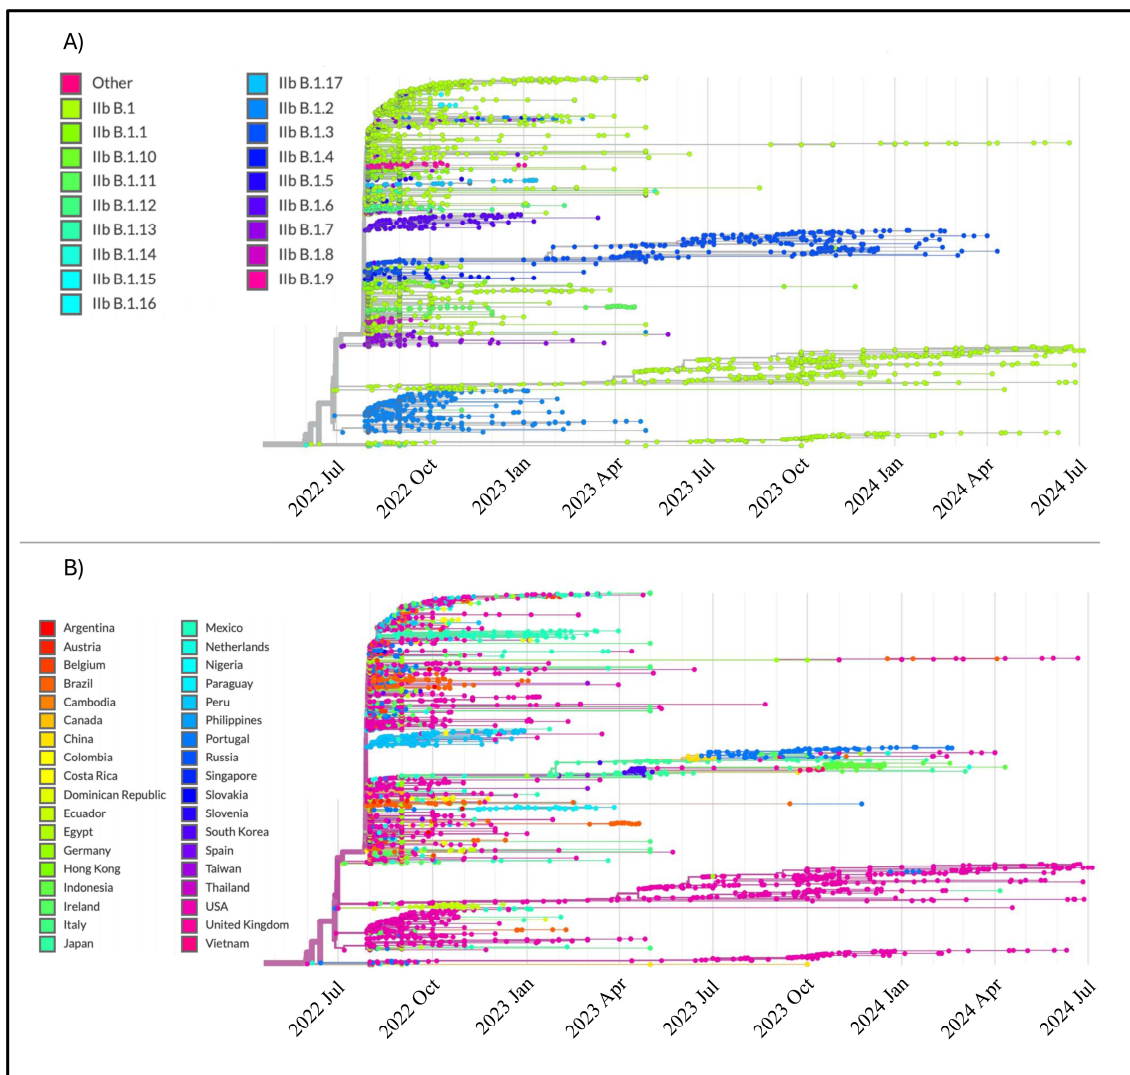 A)
Other
IIb B.1
IIb B.1.1
IIb B.1.10
IIb B.1.11
IIb B.1.12
IIb B.1.13
IIb B.1.14
IIb B.1.15
IIb B.1.16
IIb B.1.17
IIb B.1.2
IIb B.1.3
IIb B.1.4
IIb B.1.5
IIb B.1.6
IIb B.1.7
IIb B.1.8
IIb B.1.9
2022 Jul
2022 Oct
2023 Jan
2023 Apr
2023 Jul
2023 Oct
2024 Jan
2024 Apr
2024 Jul
B)
Argentina
Austria
Belgium
Brazil
Cambodia
Canada
China
Colombia
Costa Rica
Dominican Republic
Ecuador
Egypt
Germany
Hong Kong
Indonesia
Ireland
Italy
Japan
Mexico
Netherlands
Nigeria
Paraguay
Peru
Philippines
Portugal
Russia
Singapore
Slovakia
Slovenia
South Korea
Spain
Taiwan
Thailand
USA
United Kingdom
Vietnam
2022 Jul
2022 Oct
2023 Jan
2023 Apr
2023 Jul
2023 Oct
2024 Jan
2024 Apr
2024 Jul